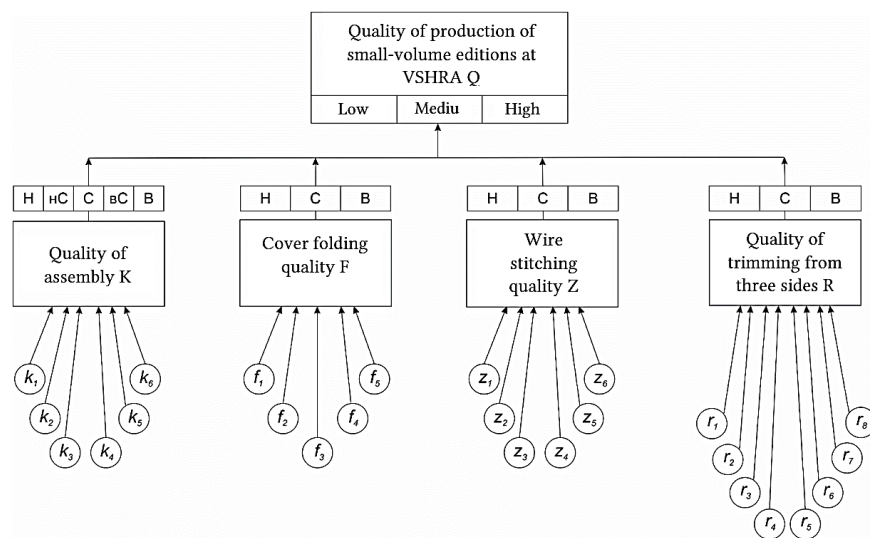 Quality of production of
small-volume editions at
VSHRA Q
Low Mediu High
H нC C вC B
H C B
H C B
H C B
Quality of
assembly K
Cover folding
quality F
Wire
stitching
quality Z
Quality of
trimming from
three sides R
k1
k2
k3
k4
k5
k6
f1
f2
f3
f4
f5
z1
z2
z3
z4
z5
z6
r1
r2
r3
r4
r5
r6
r7
r8